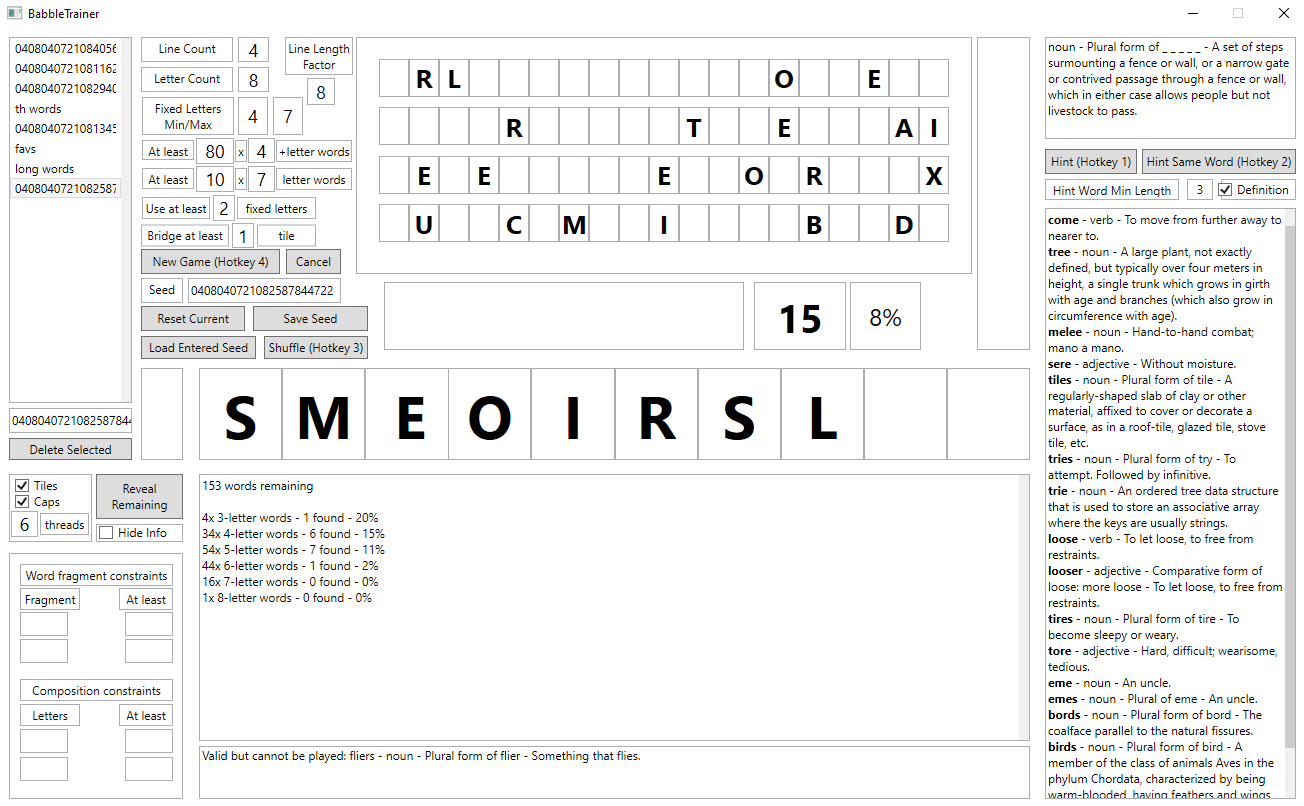 BabbleTrainer
0408040721084056
0408040721081162
0408040721082940
th words
0408040721081345
favs
long words
0408040721082587
0408040721082587844
Delete Selected
Line Count 4
Line Length Factor
8
Letter Count 8
Fixed Letters Min/Max 4 7
At least 80 x 4 +letter words
At least 10 x 7 letter words
Use at least 2 fixed letters
Bridge at least 1 tile
New Game (Hotkey 4) Cancel
Seed 0408040721082587844722
Reset Current Save Seed
Load Entered Seed Shuffle (Hotkey 3)
R L O E
R T E A I
E E E O R X
U C M I B D
15 8%
S M E O I R S L
Tiles
Caps
6 threads
Reveal Remaining
Hide Info
Word fragment constraints
Fragment At least
Composition constraints
Letters At least
153 words remaining
4x 3-letter words - 1 found - 20%
34x 4-letter words - 6 found - 15%
54x 5-letter words - 7 found - 11%
44x 6-letter words - 1 found - 2%
16x 7-letter words - 0 found - 0%
1x 8-letter words - 0 found - 0%
Valid but cannot be played: fliers - noun - Plural form of flier - Something that flies.
noun - Plural form of _ _ _ _ _ - A set of steps
surmounting a fence or wall, or a narrow gate
or contrived passage through a fence or wall,
which in either case allows people but not
livestock to pass.
Hint (Hotkey 1) Hint Same Word (Hotkey 2)
Hint Word Min Length 3 Definition
come - verb - To move from further away to
nearer to.
tree - noun - A large plant, not exactly
defined, but typically over four meters in
height, a single trunk which grows in girth
with age and branches (which also grow in
circumference with age).
melee - noun - Hand-to-hand combat;
mano a mano.
sere - adjective - Without moisture.
tiles - noun - Plural form of tile - A
regularly-shaped slab of clay or other
material, affixed to cover or decorate a
surface, as in a roof-tile, glazed tile, stove
tile, etc.
tries - noun - Plural form of try - To
attempt. Followed by infinitive.
trie - noun - An ordered tree data structure
that is used to store an associative array
where the keys are usually strings.
loose - verb - To let loose, to free from
restraints.
looser - adjective - Comparative form of
loose: more loose - To let loose, to free from
restraints.
tires - noun - Plural form of tire - To
become sleepy or weary.
tore - adjective - Hard, difficult; wearisome,
tedious.
eme - noun - An uncle.
emes - noun - Plural of eme - An uncle.
bords - noun - Plural form of bord - The
coalface parallel to the natural fissures.
birds - noun - Plural form of bird - A
member of the class of animals Aves in the
phylum Chordata, characterized by being
warm-blooded, having feathers and wings